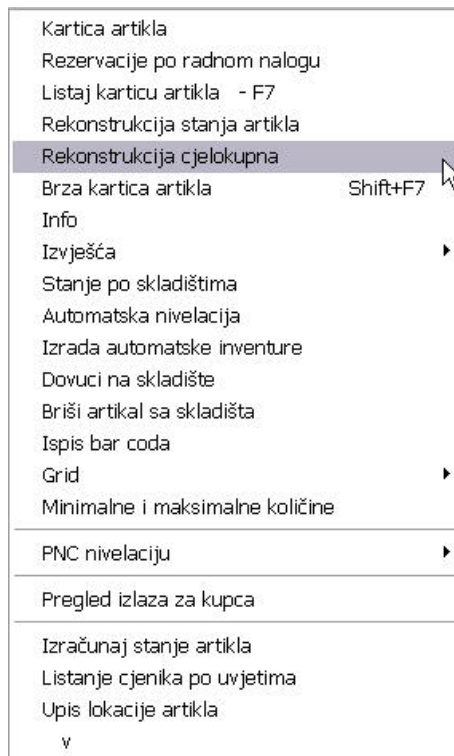 Kartica artikla
Rezervacije po radnom nalogu
Listaj karticu artikla - F7
Rekonstrukcija stanja artikla
Rekonstrukcija cjelokupna
Brza kartica artikla Shift+F7
Info
Izvješća
Stanje po skladištima
Automatska nivelacija
Izrada automatske inventure
Dovuci na skladište
Briši artikal sa skladišta
Ispis bar coda
Grid
Minimalne i maksimalne količine
PNC nivelaciju
Pregled izlaza za kupca
Izračunaj stanje artikla
Listanje cjenika po uvjetima
Upis lokacije artikla
v